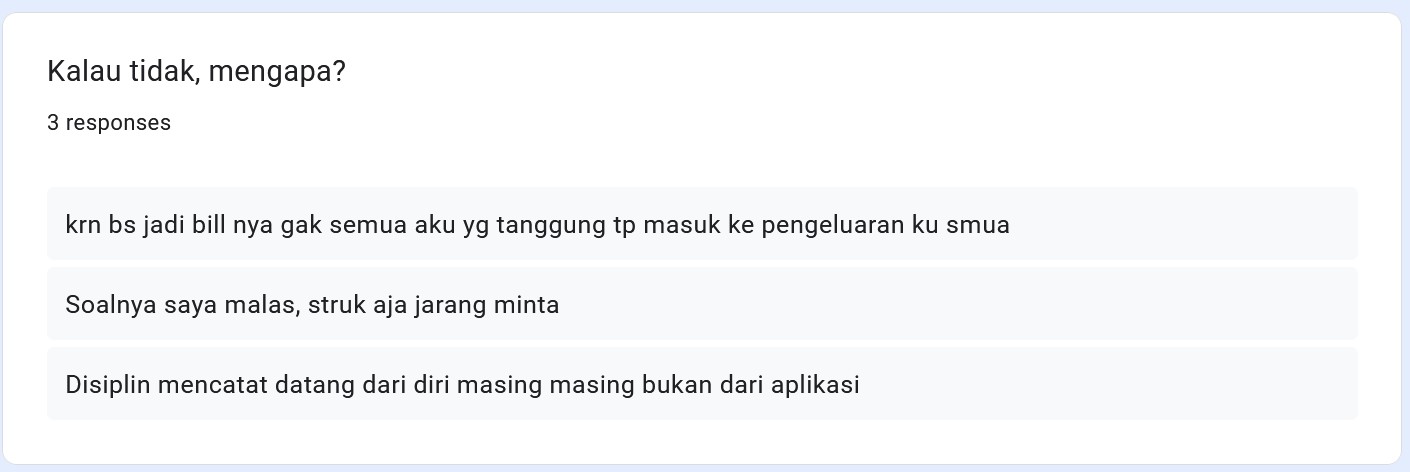 Kalau tidak, mengapa?
3 responses
krn bs jadi bill nya gak semua aku yg tanggung tp masuk ke pengeluaran ku smua
Soalnya saya malas, struk aja jarang minta
Disiplin mencatat datang dari diri masing masing bukan dari aplikasi